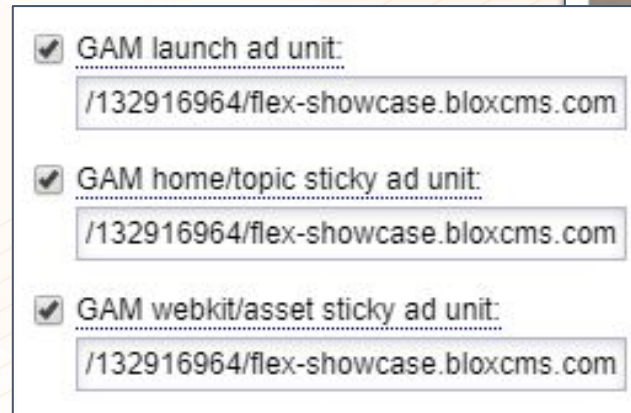 GAM launch ad unit:
/132916964/flex-showcase.bloxcms.com
GAM home/topic sticky ad unit:
/132916964/flex-showcase.bloxcms.com
GAM webkit/asset sticky ad unit:
/132916964/flex-showcase.bloxcms.com